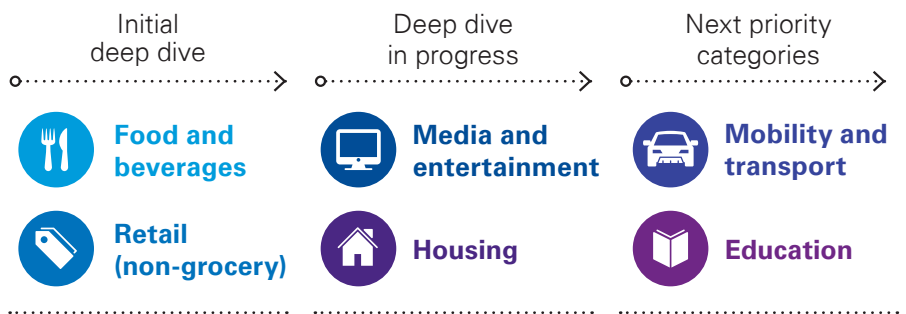 Initial
deep dive
Food and
beverages
Retail
(non-grocery)
Deep dive
in progress
Media and
entertainment
Housing
Next priority
categories
Mobility and
transport
Education